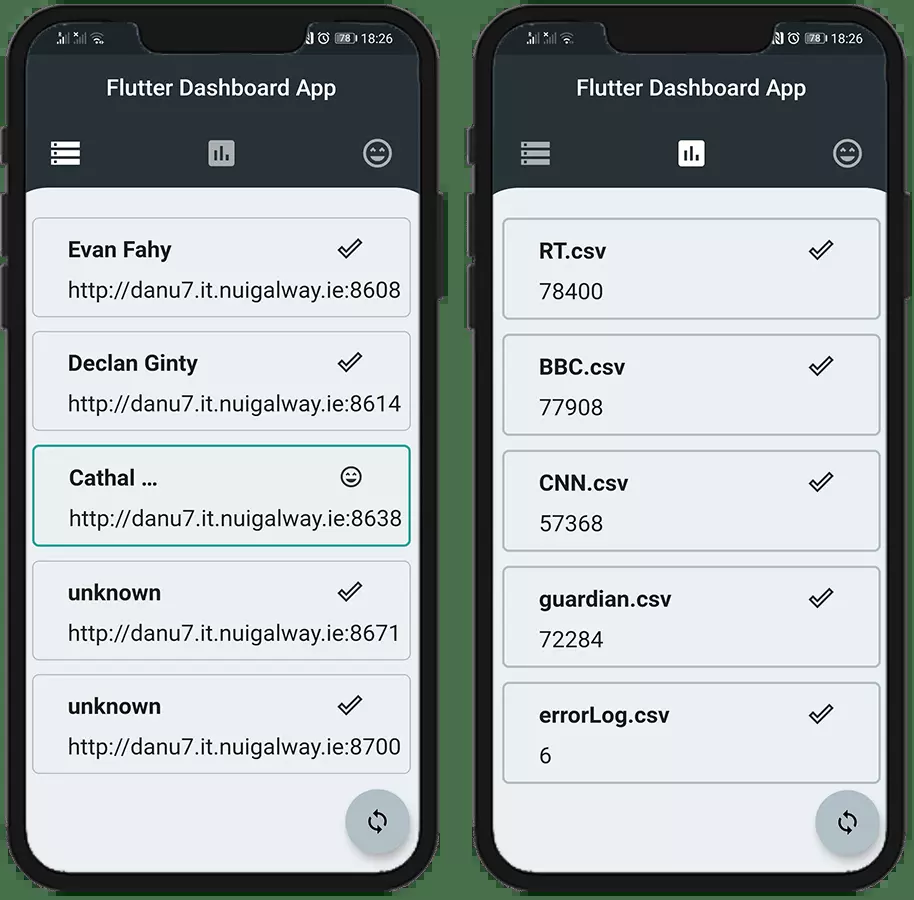 78 18:26
Flutter Dashboard App
Evan Fahy
http://danu7.it.nuigalway.ie:8608
Declan Ginty
http://danu7.it.nuigalway.ie:8614
Cathal ...
http://danu7.it.nuigalway.ie:8638
unknown
http://danu7.it.nuigalway.ie:8671
unknown
http://danu7.it.nuigalway.ie:8700
78 18:26
Flutter Dashboard App
RT.csv
78400
BBC.csv
77908
CNN.csv
57368
guardian.csv
72284
errorLog.csv
6